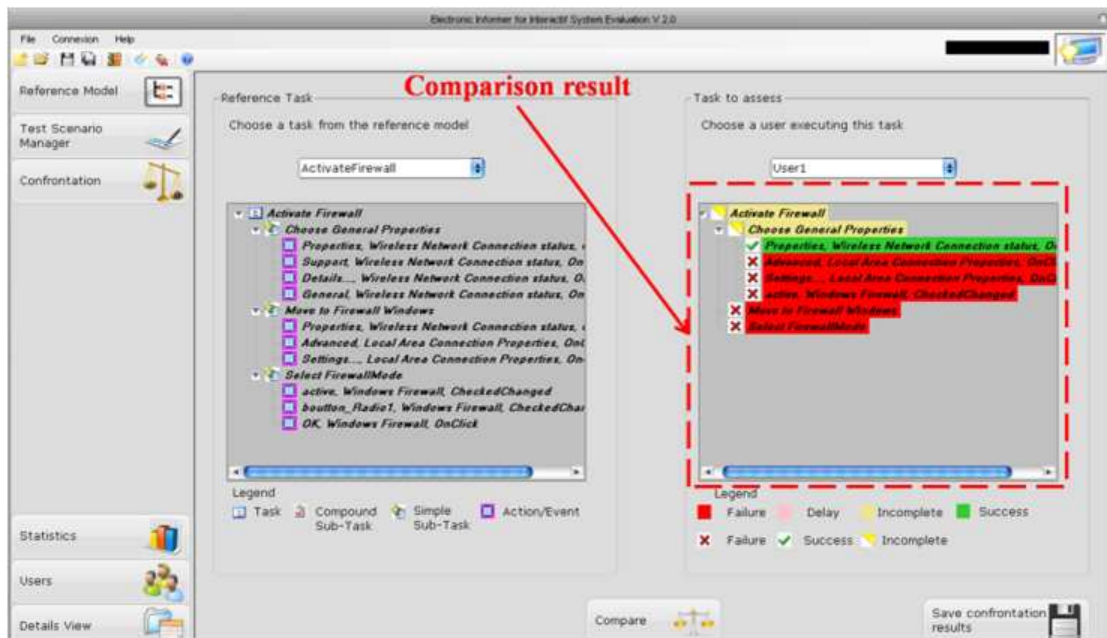 Electronic Informer for Interactif System Evaluation V 2.0
File Connexion Help
Reference Model
Test Scenario
Manager
Confrontation
Statistics
Users
Details View
Comparison result
Reference Task
Choose a task from the reference model
ActivateFirewall
Activate Firewall
Choose General Properties
Properties, Wireless Network Connection status,
Support, Wireless Network Connection status, On
Details..., Wireless Network Connection status, O
General, Wireless Network Connection status, On
Move to Firewall Windows
Properties, Wireless Network Connection status,
Advanced, Local Area Connection Properties, On
Settings..., Local Area Connection Properties, On
Select FirewallMode
active, Windows Firewall, CheckedChanged
boutton_Radio1, Windows Firewall, CheckedChan
OK, Windows Firewall, OnClick
Legend
Task Compound Sub-Task Simple Sub-Task Action/Event
Task to assess
Choose a user executing this task
User1
Activate Firewall
Choose General Properties
Properties, Wireless Network Connection status, O
Advanced, Local Area Connection Properties, OnCl
Settings..., Local Area Connection Properties, OnCl
active, Windows Firewall, CheckedChanged
Move to Firewall Windows
Select FirewallMode
Legend
Failure Delay Incomplete Success
Failure Success Incomplete
Compare
Save confrontation
results